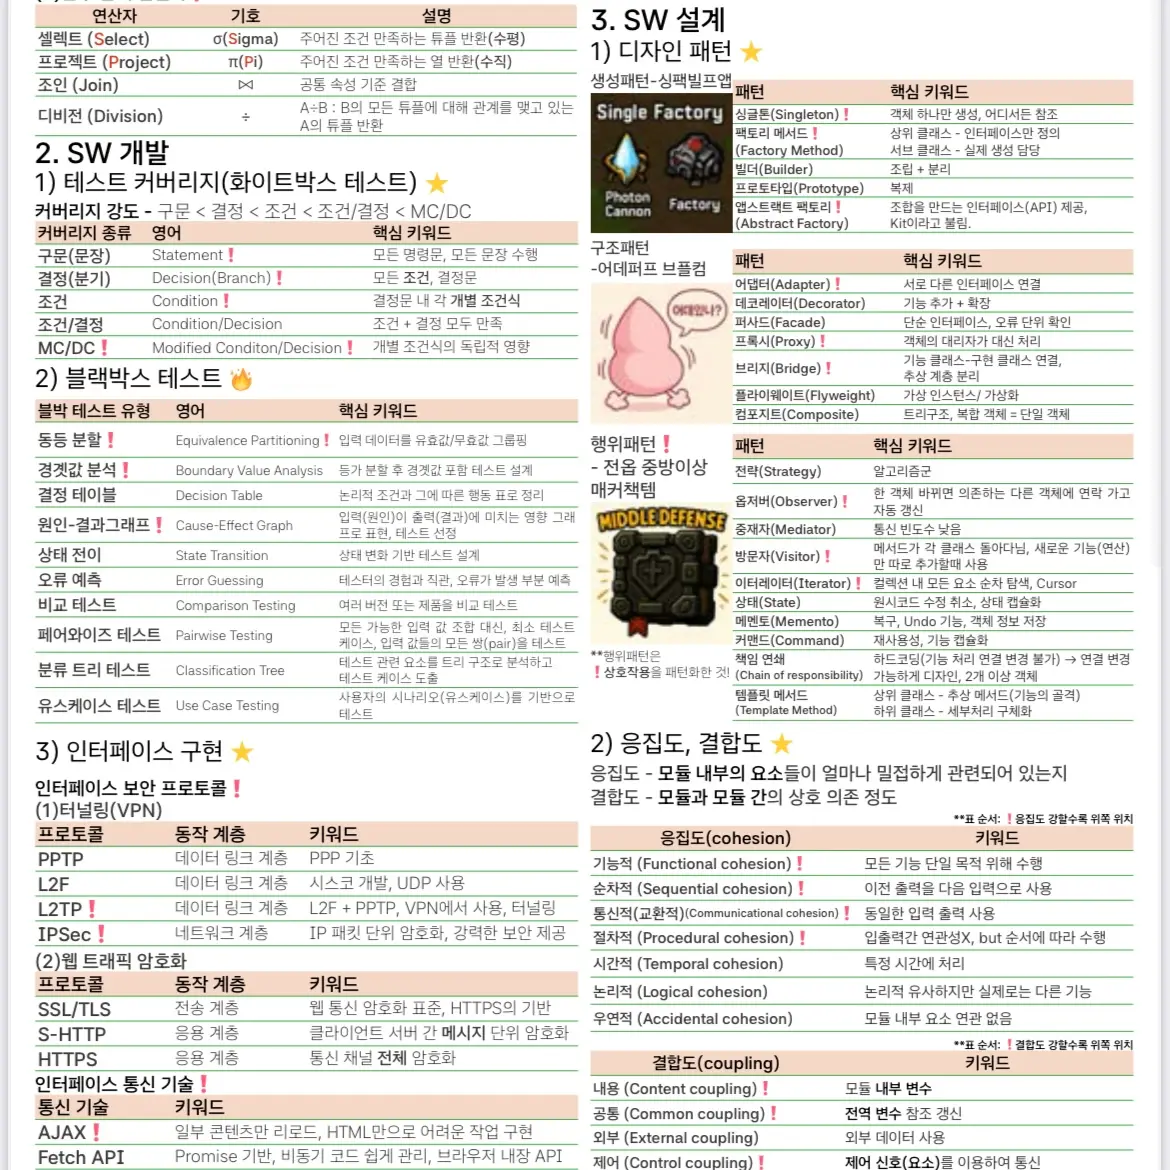 연산자 기호 설명
셀렉트 (Select) σ(Sigma) 주어진 조건 만족하는 튜플 반환(수평)
프로젝트 (Project) π(Pi) 주어진 조건 만족하는 열 반환(수직)
조인 (Join) ⋈ 공통 속성 기준 결합
디비전 (Division) ÷ A÷B : B의 모든 튜플에 대해 관계를 맺고 있는
A의 튜플 반환
2. SW 개발
1) 테스트 커버리지(화이트박스 테스트) ⭐
커버리지 강도 - 구문 < 결정 < 조건 < 조건/결정 < MC/DC
커버리지 종류 영어 핵심 키워드
구문(문장) Statement❗ 모든 명령문, 모든 문장 수행
결정(분기) Decision(Branch)❗ 모든 조건, 결정문
조건 Condition❗ 결정문 내 각 개별 조건식
조건/결정 Condition/Decision 조건 + 결정 모두 만족
MC/DC❗ Modified Conditon/Decision❗ 개별 조건식의 독립적 영향
2) 블랙박스 테스트 🔥
블박 테스트 유형 영어 핵심 키워드
동등 분할❗ Equivalence Partitioning❗ 입력 데이터를 유효값/무효값 그룹핑
경곗값 분석❗ Boundary Value Analysis 등가 분할 후 경곗값 포함 테스트 설계
결정 테이블 Decision Table 논리적 조건과 그에 따른 행동 표로 정리
원인-결과그래프❗ Cause-Effect Graph 입력(원인)이 출력(결과)에 미치는 영향 그래
프로 표현, 테스트 선정
상태 전이 State Transition 상태 변화 기반 테스트 설계
오류 예측 Error Guessing 테스터의 경험과 직관, 오류가 발생 부분 예측
비교 테스트 Comparison Testing 여러 버전 또는 제품을 비교 테스트
페어와이즈 테스트 Pairwise Testing 모든 가능한 입력 값 조합 대신, 최소 테스트
케이스, 입력 값들의 모든 쌍(pair)을 테스트
분류 트리 테스트 Classification Tree 테스트 관련 요소를 트리 구조로 분석하고
테스트 케이스 도출
유스케이스 테스트 Use Case Testing 사용자의 시나리오(유스케이스)를 기반으로
테스트
3) 인터페이스 구현 ⭐
인터페이스 보안 프로토콜❗
(1)터널링(VPN)
프로토콜 동작 계층 키워드
PPTP 데이터 링크 계층 PPP 기초
L2F 데이터 링크 계층 시스코 개발, UDP 사용
L2TP❗ 데이터 링크 계층 L2F + PPTP, VPN에서 사용, 터널링
IPSec❗ 네트워크 계층 IP 패킷 단위 암호화, 강력한 보안 제공
(2)웹 트래픽 암호화
프로토콜 동작 계층 키워드
SSL/TLS 전송 계층 웹 통신 암호화 표준, HTTPS의 기반
S-HTTP 응용 계층 클라이언트 서버 간 메시지 단위 암호화
HTTPS 응용 계층 통신 채널 전체 암호화
인터페이스 통신 기술❗
통신 기술 키워드
AJAX❗ 일부 콘텐츠만 리로드, HTML만으로 어려운 작업 구현
Fetch API Promise 기반, 비동기 코드 쉽게 관리, 브라우저 내장 API
3. SW 설계
1) 디자인 패턴 ⭐
생성패턴-싱팩빌프앱
Single Factory
Photon
Cannon
Factory
패턴 핵심 키워드
싱글톤(Singleton)❗ 객체 하나만 생성, 어디서든 참조
팩토리 메서드❗
(Factory Method)
상위 클래스 - 인터페이스만 정의
서브 클래스 - 실제 생성 담당
빌더(Builder) 조립 + 분리
프로토타입(Prototype) 복제
앱스트랙트 팩토리❗
(Abstract Factory)
조합을 만드는 인터페이스(API) 제공,
Kit이라고 불림.
구조패턴
-어데퍼프 브플컴
어대있나?
패턴 핵심 키워드
어댑터(Adapter)❗ 서로 다른 인터페이스 연결
데코레이터(Decorator) 기능 추가 + 확장
퍼사드(Facade) 단순 인터페이스, 오류 단위 확인
프록시(Proxy)❗ 객체의 대리자가 대신 처리
브리지(Bridge)❗ 기능 클래스-구현 클래스 연결,
추상 계층 분리
플라이웨이트(Flyweight) 가상 인스턴스/ 가상화
컴포지트(Composite) 트리구조, 복합 객체 = 단일 객체
행위패턴❗
- 전옵 중방이상
매커책템
MIDDLE DEFENSE
**행위패턴은
❗상호작용을 패턴화한 것!
패턴 핵심 키워드
전략(Strategy) 알고리즘군
옵저버(Observer)❗ 한 객체 바뀌면 의존하는 다른 객체에 연락 가고
자동 갱신
중재자(Mediator) 통신 빈도수 낮음
방문자(Visitor)❗ 메서드가 각 클래스 돌아다님, 새로운 기능(연산)
만 따로 추가할때 사용
이터레이터(Iterator)❗ 컬렉션 내 모든 요소 순차 탐색, Cursor
상태(State) 원시코드 수정 취소, 상태 캡슐화
메멘토(Memento) 복구, Undo 기능, 객체 정보 저장
커맨드(Command) 재사용성, 기능 캡슐화
책임 연쇄
(Chain of responsibility)
하드코딩(기능 처리 연결 변경 불가) → 연결 변경
가능하게 디자인, 2개 이상 객체
템플릿 메서드
(Template Method)
상위 클래스 - 추상 메서드(기능의 골격)
하위 클래스 - 세부처리 구체화
2) 응집도, 결합도 ⭐
응집도 - 모듈 내부의 요소들이 얼마나 밀접하게 관련되어 있는지
결합도 - 모듈과 모듈 간의 상호 의존 정도
**표 순서: ❗응집도 강할수록 위쪽 위치
응집도(cohesion) 키워드
기능적 (Functional cohesion)❗ 모든 기능 단일 목적 위해 수행
순차적 (Sequential cohesion)❗ 이전 출력을 다음 입력으로 사용
통신적(교환적)(Communicational cohesion)❗ 동일한 입력 출력 사용
절차적 (Procedural cohesion)❗ 입출력간 연관성X, but 순서에 따라 수행
시간적 (Temporal cohesion) 특정 시간에 처리
논리적 (Logical cohesion) 논리적 유사하지만 실제로는 다른 기능
우연적 (Accidental cohesion) 모듈 내부 요소 연관 없음
**표 순서: ❗결합도 강할수록 위쪽 위치
결합도(coupling) 키워드
내용 (Content coupling)❗ 모듈 내부 변수
공통 (Common coupling)❗ 전역 변수 참조 갱신
외부 (External coupling) 외부 데이터 사용
제어 (Control coupling)❗ 제어 신호(요소)를 이용하여 통신